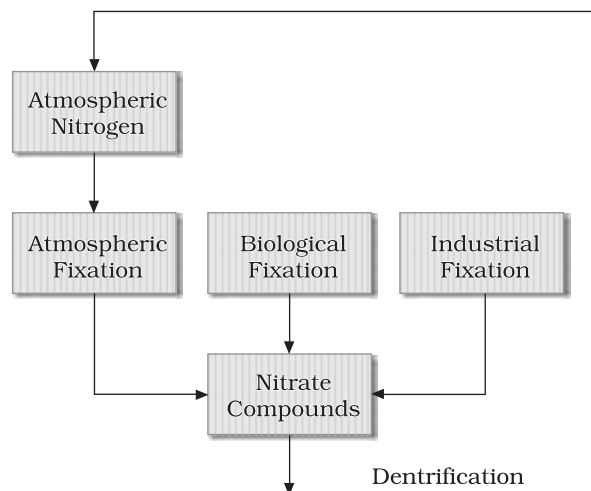 Atmospheric
Nitrogen
Atmospheric
Fixation
Biological
Fixation
Industrial
Fixation
Nitrate
Compounds
Dentrification